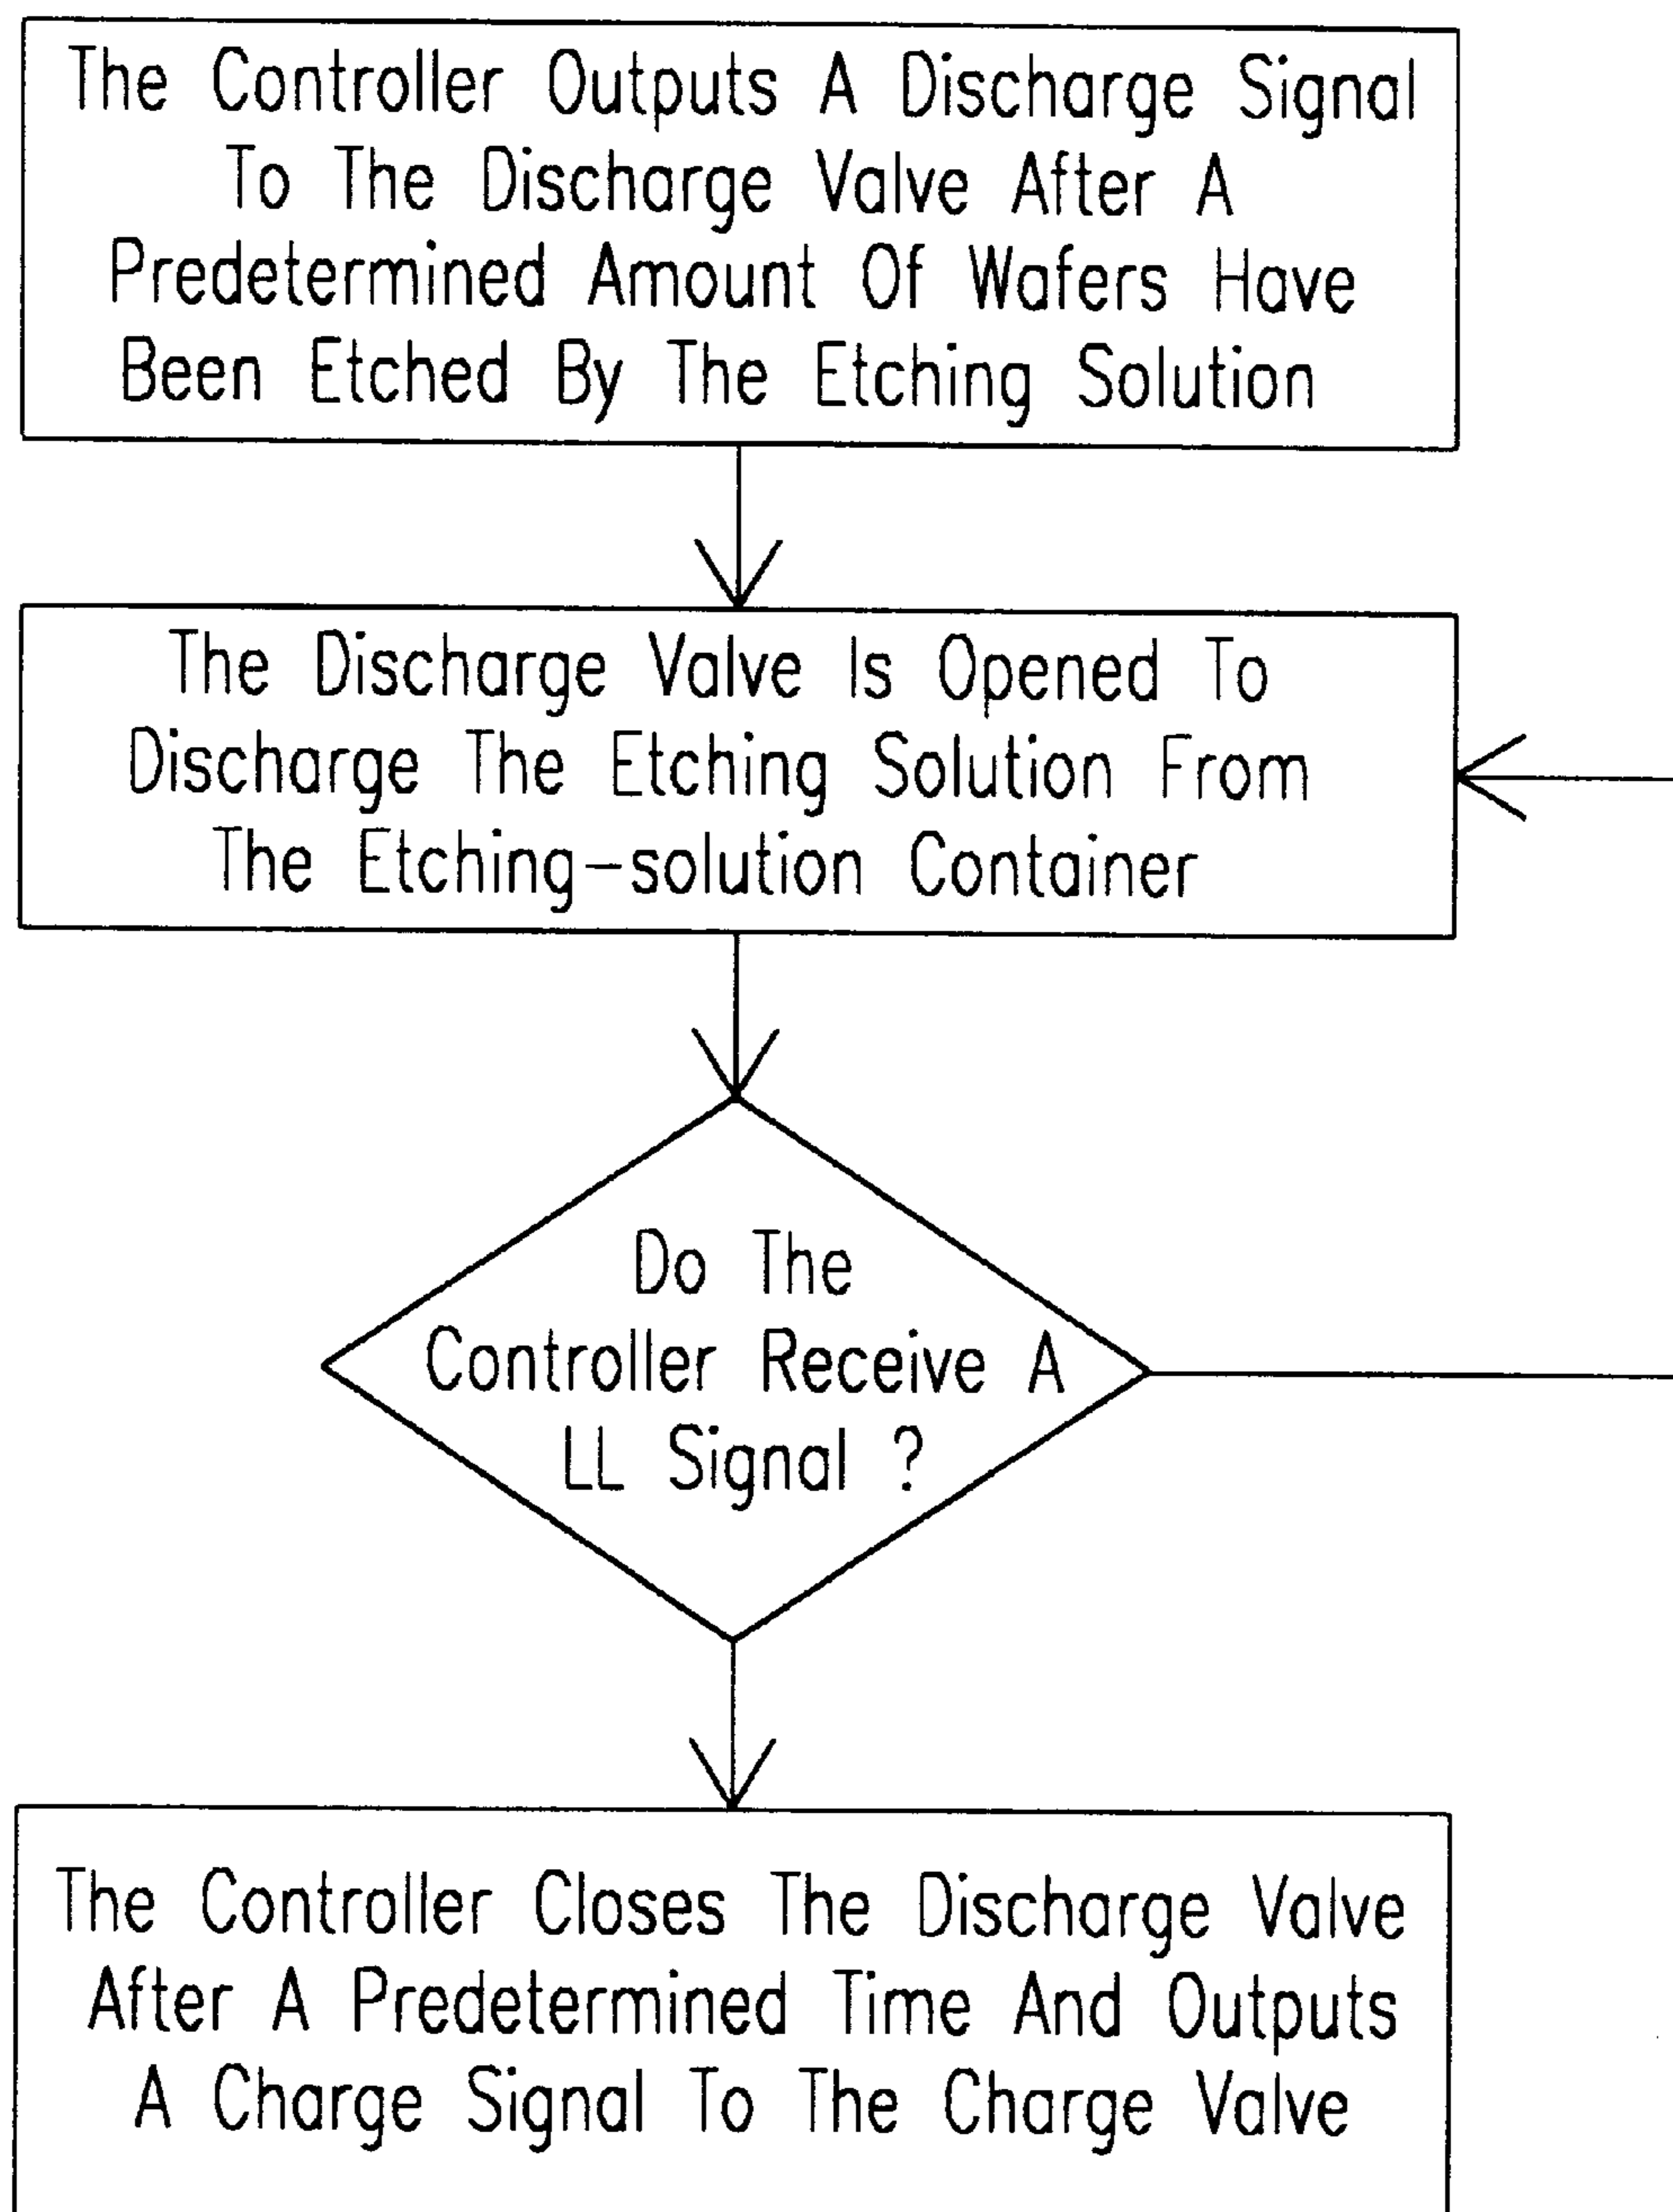 The Controller Outputs A Discharge Signal
To The Discharge Valve After A
Predetermined Amount Of Wafers Have
Been Etched By The Etching Solution
The Discharge Valve Is Opened To
Discharge The Etching Solution From
The Etching-solution Container
Do The
Controller Receive A
LL Signal ?
The Controller Closes The Discharge Valve
After A Predetermined Time And Outputs
A Charge Signal To The Charge Valve